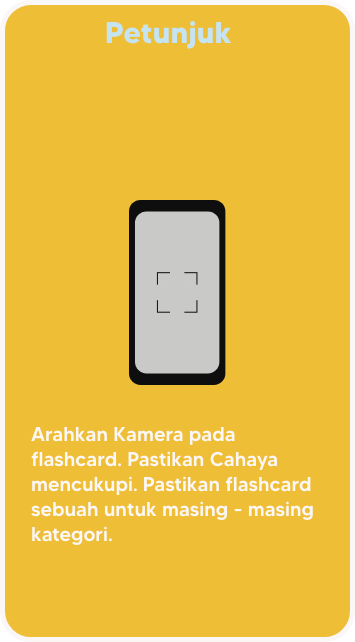 Petunjuk
Arahkan Kamera pada
flashcard. Pastikan Cahaya
mencukupi. Pastikan flashcard
sebuah untuk masing - masing
kategori.